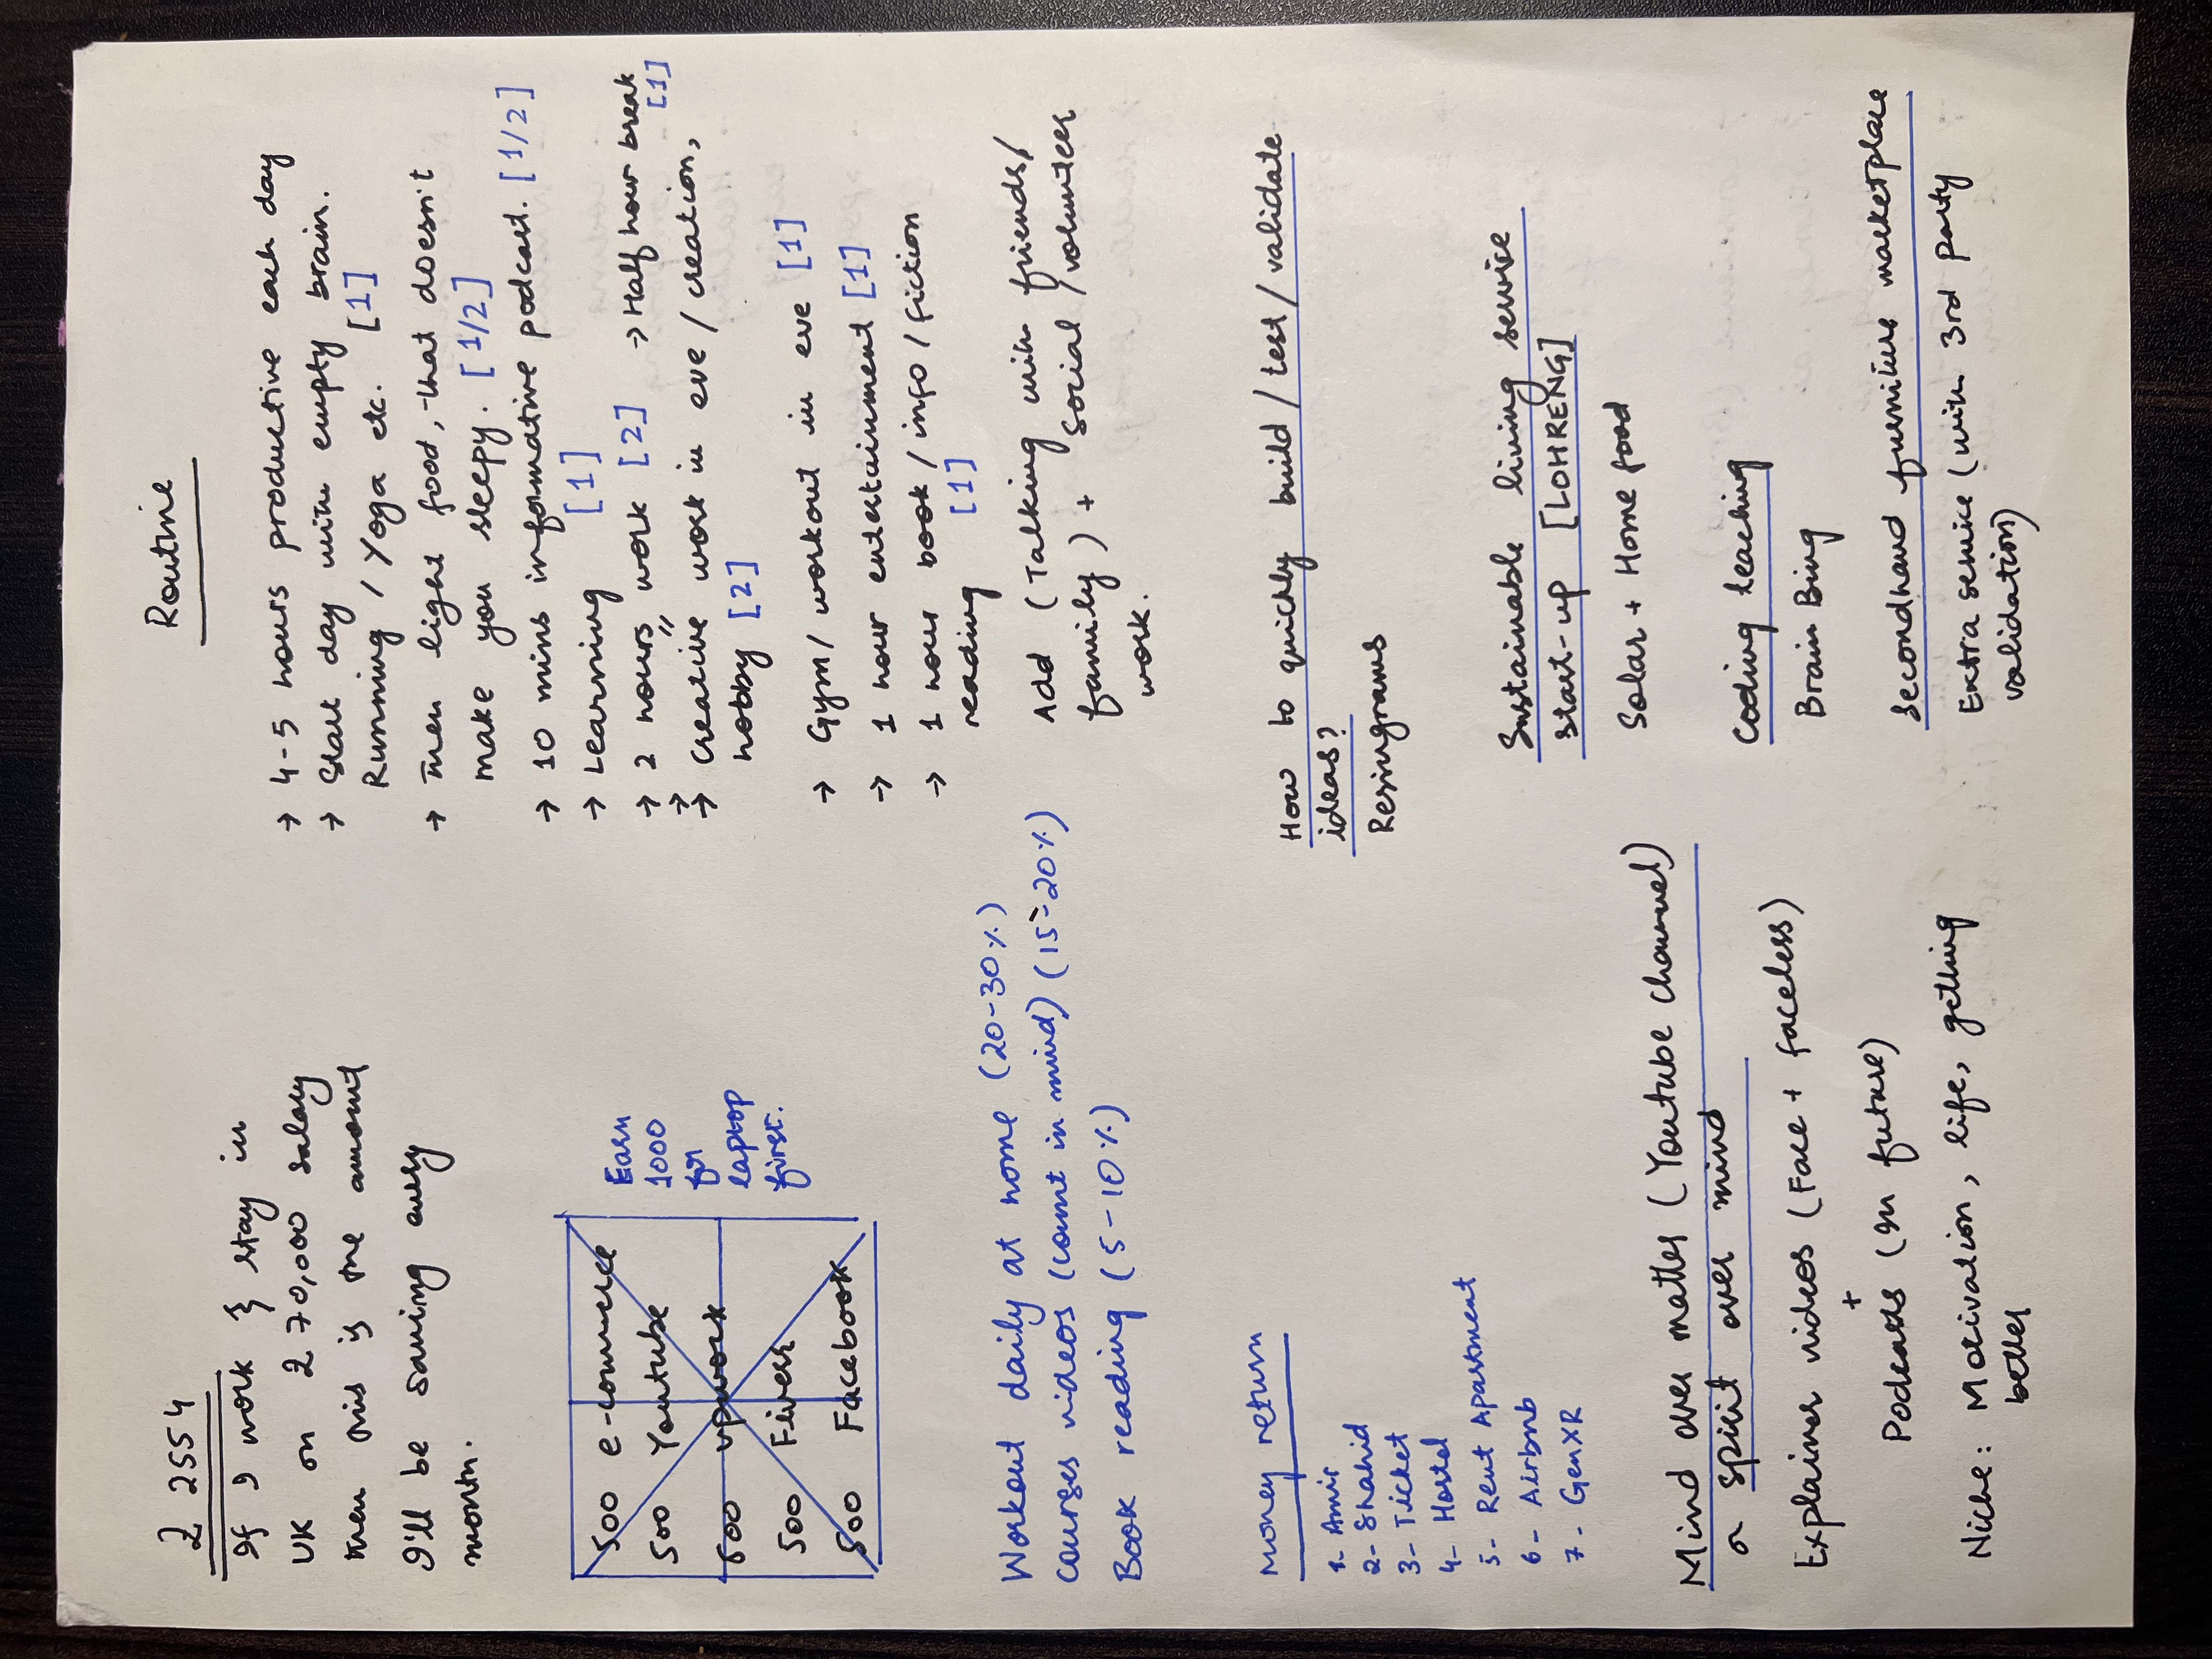 2 2554
If I work & stay in
UK on 2 70,000 salary
then this is the amount
I'll be saving every
month.
500 e-commerce
500 Youtube
500 upwork
500 Fiverr
500 Facebook
Earn
1000
for
laptop
first.
Workout daily at home (20-30%)
Courses videos (count in mind) (15-20%)
Book reading (5-10%)
Money return
1- Amir
2- Shahid
3- Ticket
4- Hostel
5- Rent Apartment
6- Airbnb
7- GenXR
Mind over matter (Youtube channel)
or spirit over mind
Explainer videos (Face + faceless)
+
Podcasts (In future)
Niche: Motivation, life, getting
better
Routine
→ 4-5 hours productive each day
→ Start day with empty brain.
Running / Yoga etc. [1]
→ Then light food, that doesn't
make you sleepy. [1/2]
→ 10 mins informative podcast. [1/2]
→ Learning [1]
→ 2 hours work [2] → Half hour break [1]
→
→ Creative work in eve / creation,
hobby [2]
→ Gym/ workout in eve [1]
→ 1 hour entertainment [1]
→ 1 hour book / info / fiction
reading [1]
Add (Talking with friends/
family) + Social / volunteer
work.
How to quickly build / test / validate
ideas?
Resingrams
Sustainable living service
start-up [LOHRENG]
Solar + Home food
Coding teaching
Brain Bing
Secondhand furniture marketplace
Extra service (with 3rd party
validation)